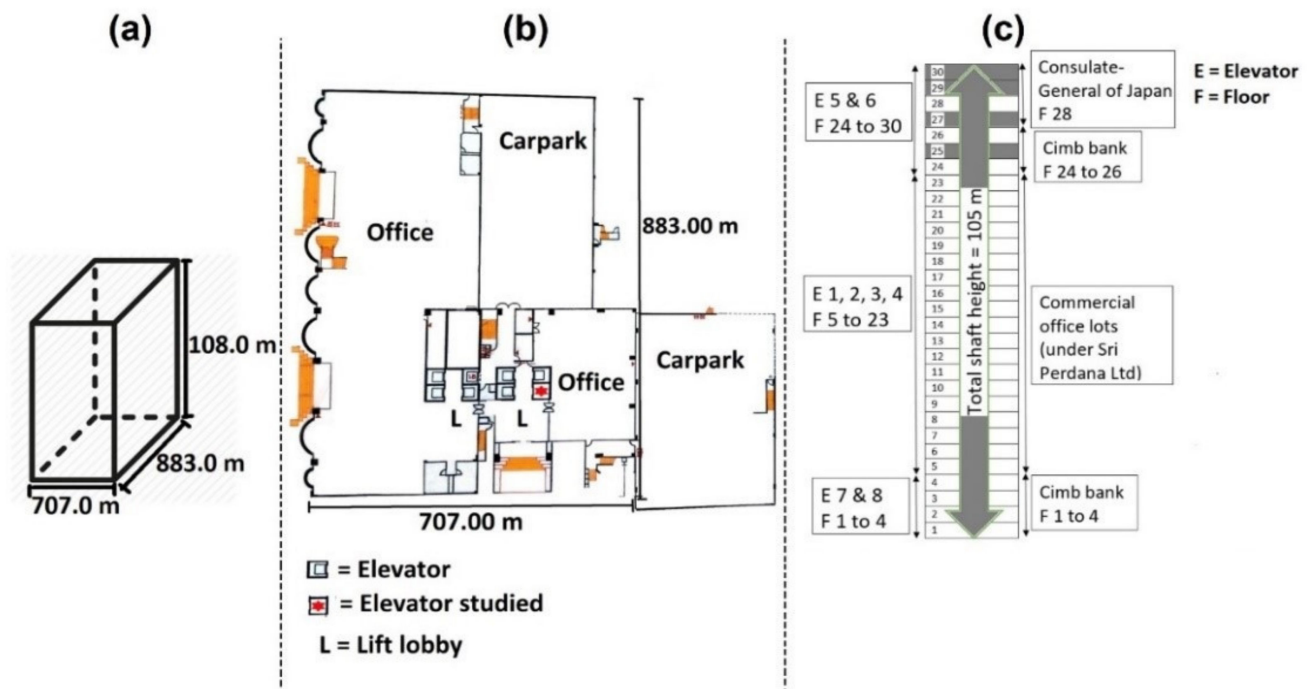 (a)
108.0 m
883.0 m
707.0 m
(b)
Carpark
Office
883.00 m
Office
Carpark
L
L
707.00 m
= Elevator
= Elevator studied
L = Lift lobby
(c)
E 5 & 6
F 24 to 30
E 1, 2, 3, 4
F 5 to 23
E 7 & 8
F 1 to 4
30
29
28
27
26
25
24
23
22
21
20
19
18
17
16
15
14
13
12
11
10
9
8
7
6
5
4
3
2
1
Total shaft height = 105 m
Consulate-
General of Japan
F 28
Cimb bank
F 24 to 26
Commercial
office lots
(under Sri
Perdana Ltd)
Cimb bank
F 1 to 4
E = Elevator
F = Floor